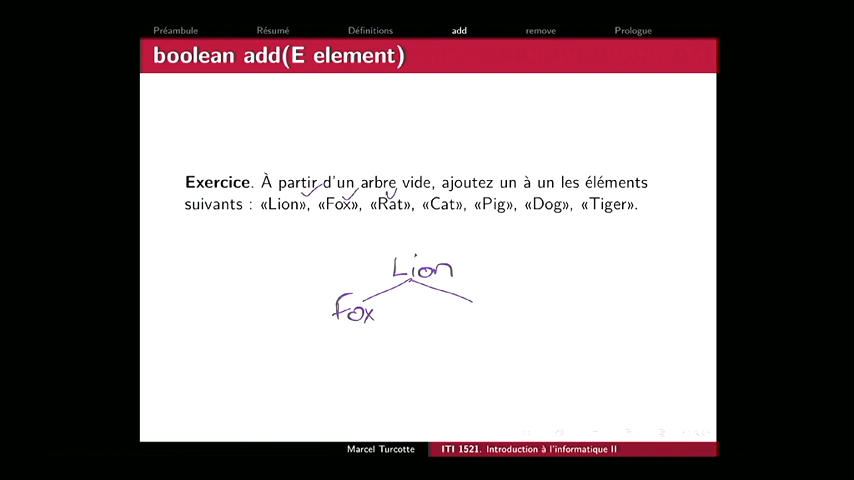 Préambule Résumé Définitions add remove Prologue
boolean add(E element)
Exercice. À partir d'un arbre vide, ajoutez un à un les éléments
suivants : «Lion», «Fox», «Rat», «Cat», «Pig», «Dog», «Tiger».
Lion
Fox
Marcel Turcotte ITI 1521. Introduction à l'informatique II